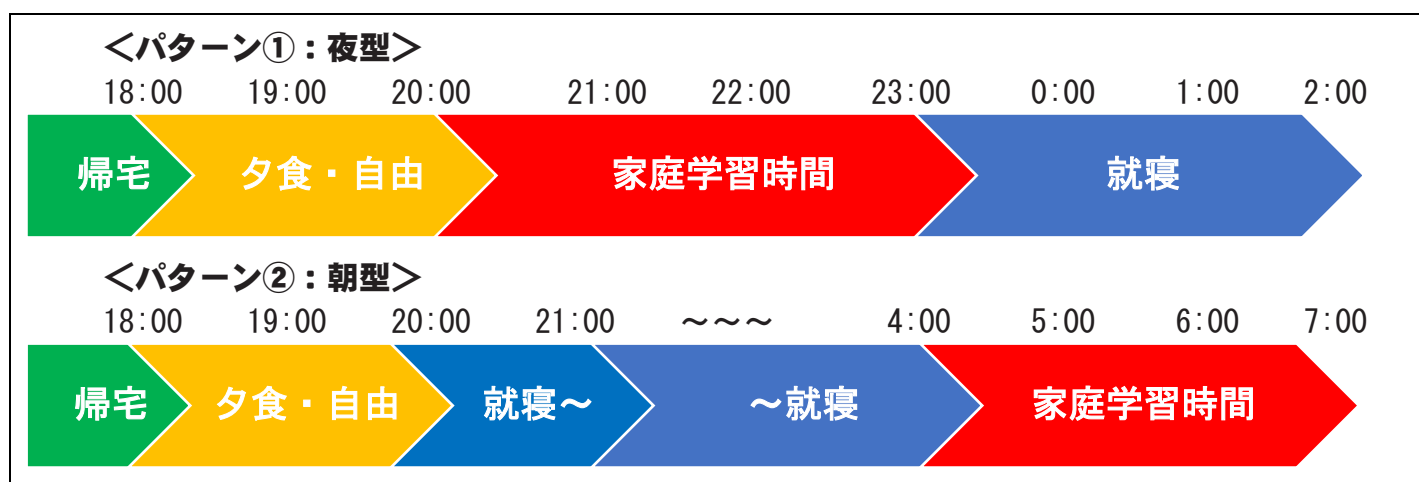 ＜パターン①：夜型＞
18:00 19:00 20:00 21:00 22:00 23:00 0:00 1:00 2:00
帰宅 夕食・自由 家庭学習時間 就寝
＜パターン②：朝型＞
18:00 19:00 20:00 21:00 ～～～ 4:00 5:00 6:00 7:00
帰宅 夕食・自由 就寝～ ～就寝 家庭学習時間